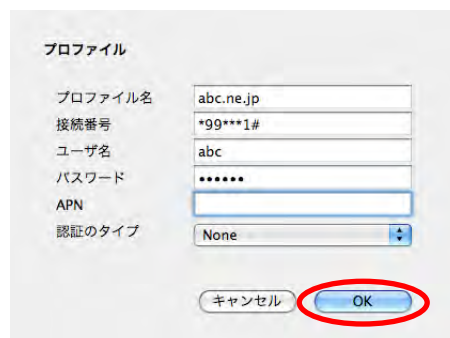 プロファイル
プロファイル名 abc.ne.jp
接続番号 *99***1#
ユーザ名 abc
パスワード ••••••
APN
認証のタイプ None
キャンセル OK